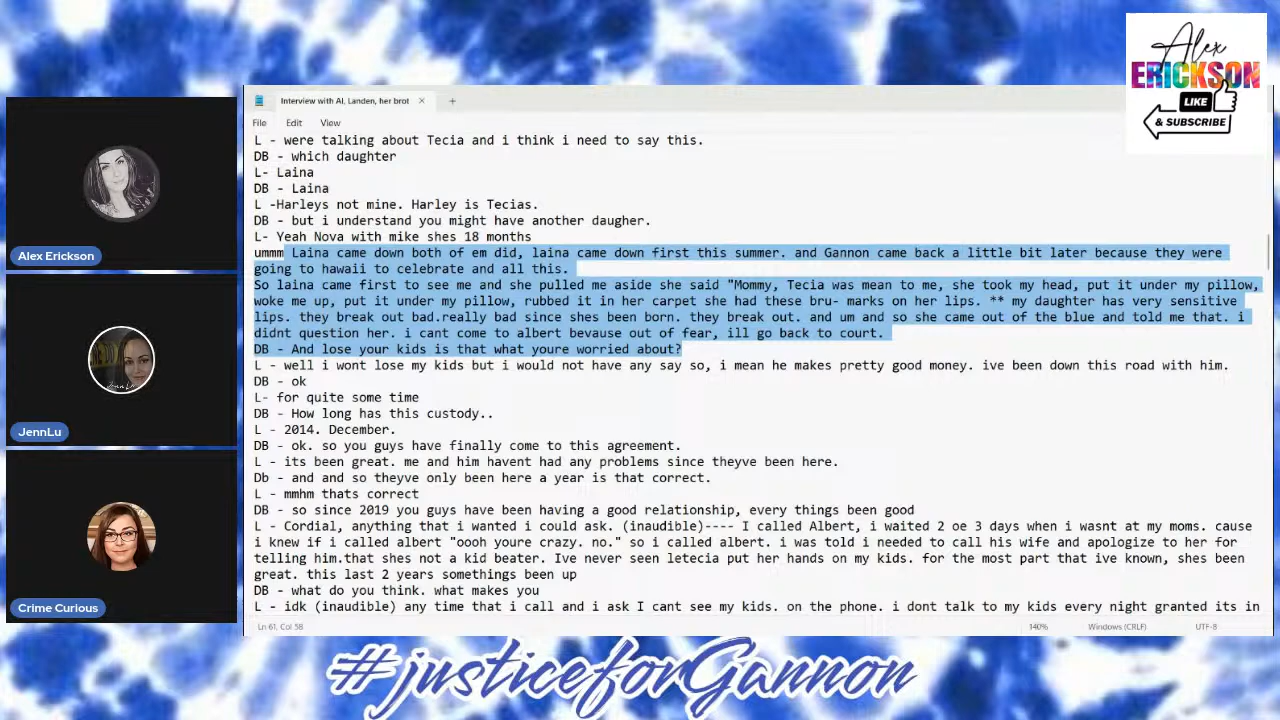 Alex
ERICKSON
LIKE
& SUBSCRIBE
Interview with Al, Landen, her brot
File Edit View
L - were talking about Tecia and i think i need to say this.
DB - which daughter
L- Laina
DB - Laina
L -Harleys not mine. Harley is Tecias.
DB - but i understand you might have another daugher.
L- Yeah Nova with mike shes 18 months
ummm Laina came down both of em did, laina came down first this summer. and Gannon came back a little bit later because they were
going to hawaii to celebrate and all this.
So laina came first to see me and she pulled me aside she said "Mommy, Tecia was mean to me, she took my head, put it under my pillow,
woke me up, put it under my pillow, rubbed it in her carpet she had these bru- marks on her lips. ** my daughter has very sensitive
lips. they break out bad.really bad since shes been born. they break out. and um and so she came out of the blue and told me that. i
didnt question her. i cant come to albert bevause out of fear, ill go back to court.
DB - And lose your kids is that what youre worried about?
L - well i wont lose my kids but i would not have any say so, i mean he makes pretty good money. ive been down this road with him.
DB - ok
L- for quite some time
DB - How long has this custody..
L - 2014. December.
DB - ok. so you guys have finally come to this agreement.
L - its been great. me and him havent had any problems since theyve been here.
Db - and and so theyve only been here a year is that correct.
L - mmhm thats correct
DB - so since 2019 you guys have been having a good relationship, every things been good
L - Cordial, anything that i wanted i could ask. (inaudible)---- I called Albert, i waited 2 oe 3 days when i wasnt at my moms. cause
i knew if i called albert "oooh youre crazy. no." so i called albert. i was told i needed to call his wife and apologize to her for
telling him.that shes not a kid beater. Ive never seen letecia put her hands on my kids. for the most part that ive known, shes been
great. this last 2 years somethings been up
DB - what do you think. what makes you
L - idk (inaudible) any time that i call and i ask I cant see my kids. on the phone. i dont talk to my kids every night granted its in
Ln 61, Col 58 140% Windows (CRLF) UTF-8
Alex Erickson
JennLu
Crime Curious
#justiceforGannon